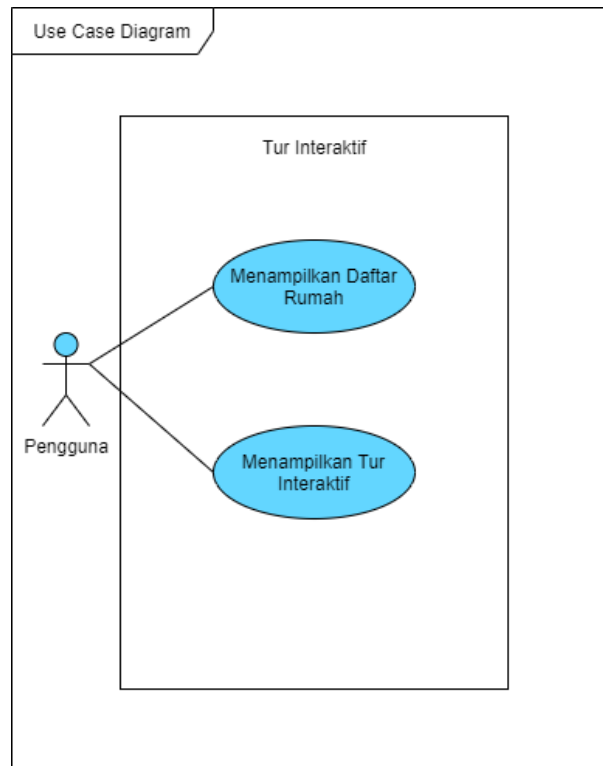 Use Case Diagram
Tur Interaktif
Menampilkan Daftar
Rumah
Pengguna
Menampilkan Tur
Interaktif